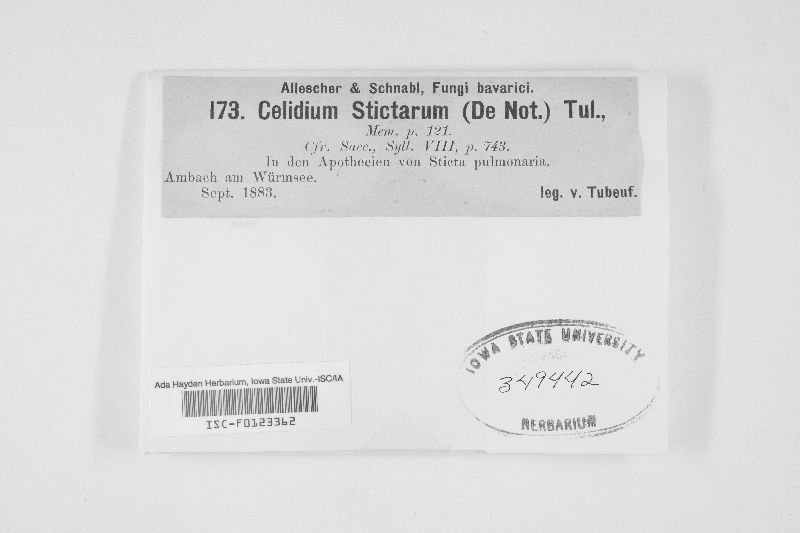 Allescher & Schnabl, Fungi bavarici.
173. Celidium Stictarum (De Not.) Tul.,
Mem. p. 121.
Cfr. Sacc., Syll. VIII, p. 743.
In den Apothecien von Sticta pulmonaria.
Ambach am Würmsee.
Sept. 1883.
leg. v. Tubeuf.
IOWA STATE UNIVERSITY
349442
HERBARIUM
Ada Hayden Herbarium, Iowa State Univ.-ISC/IA
ISC-F0123362